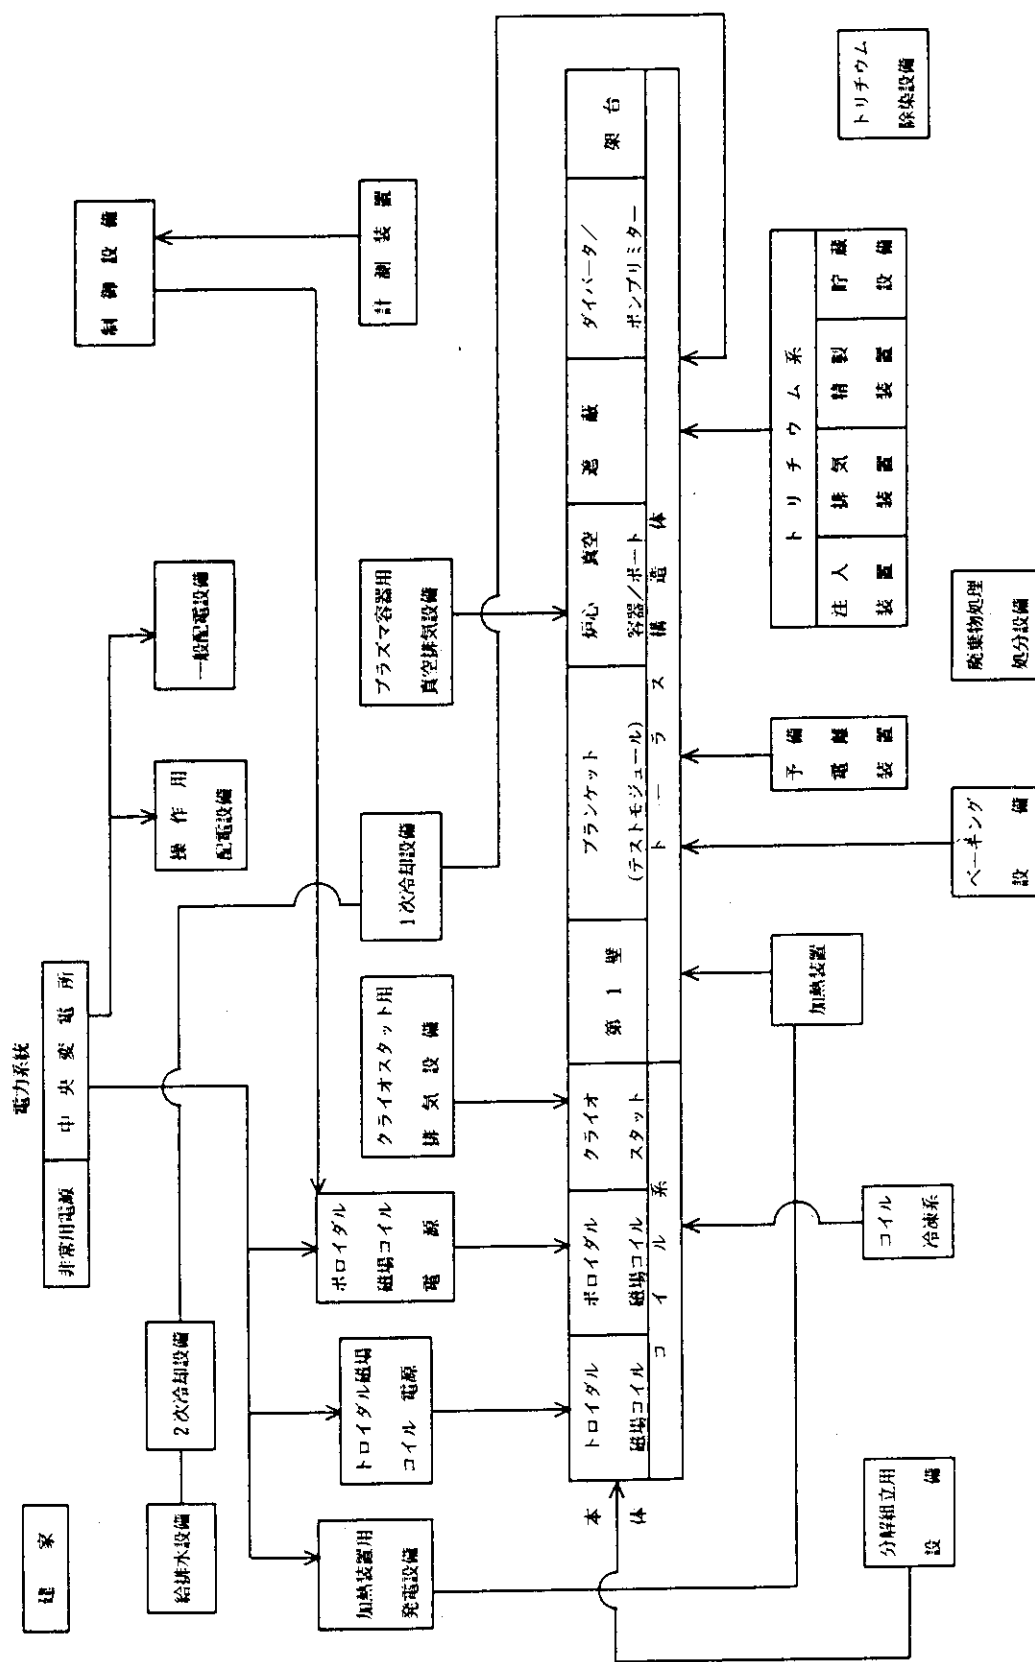 建家
電力系統
非常用電源
中央変電所
制御設備
給排水設備
2次冷却設備
操作用
配電設備
一般配電設備
加熱装置用
発電設備
トロイダル磁場
コイル電源
ポロイダル
磁場コイル
電源
クライオスタット用
排気設備
1次冷却設備
プラズマ容器用
真空排気設備
計測装置
本体
トロイダル
磁場コイル
ポロイダル
磁場コイル
クライオ
スタット
第1壁
ブランケット
(テストモジュール)
炉心 真空
容器/ポート
遮蔽
ダイバータ/
ポンプリミター
架台
コイル系
トーラス構造体
加熱装置
予備
電離
装置
トリチウム系
注入
装置
排気
装置
精製
装置
貯蔵
設備
トリチウム
除染設備
分解組立用
設備
コイル
冷凍系
ベーキング
設備
廃棄物処理
処分設備